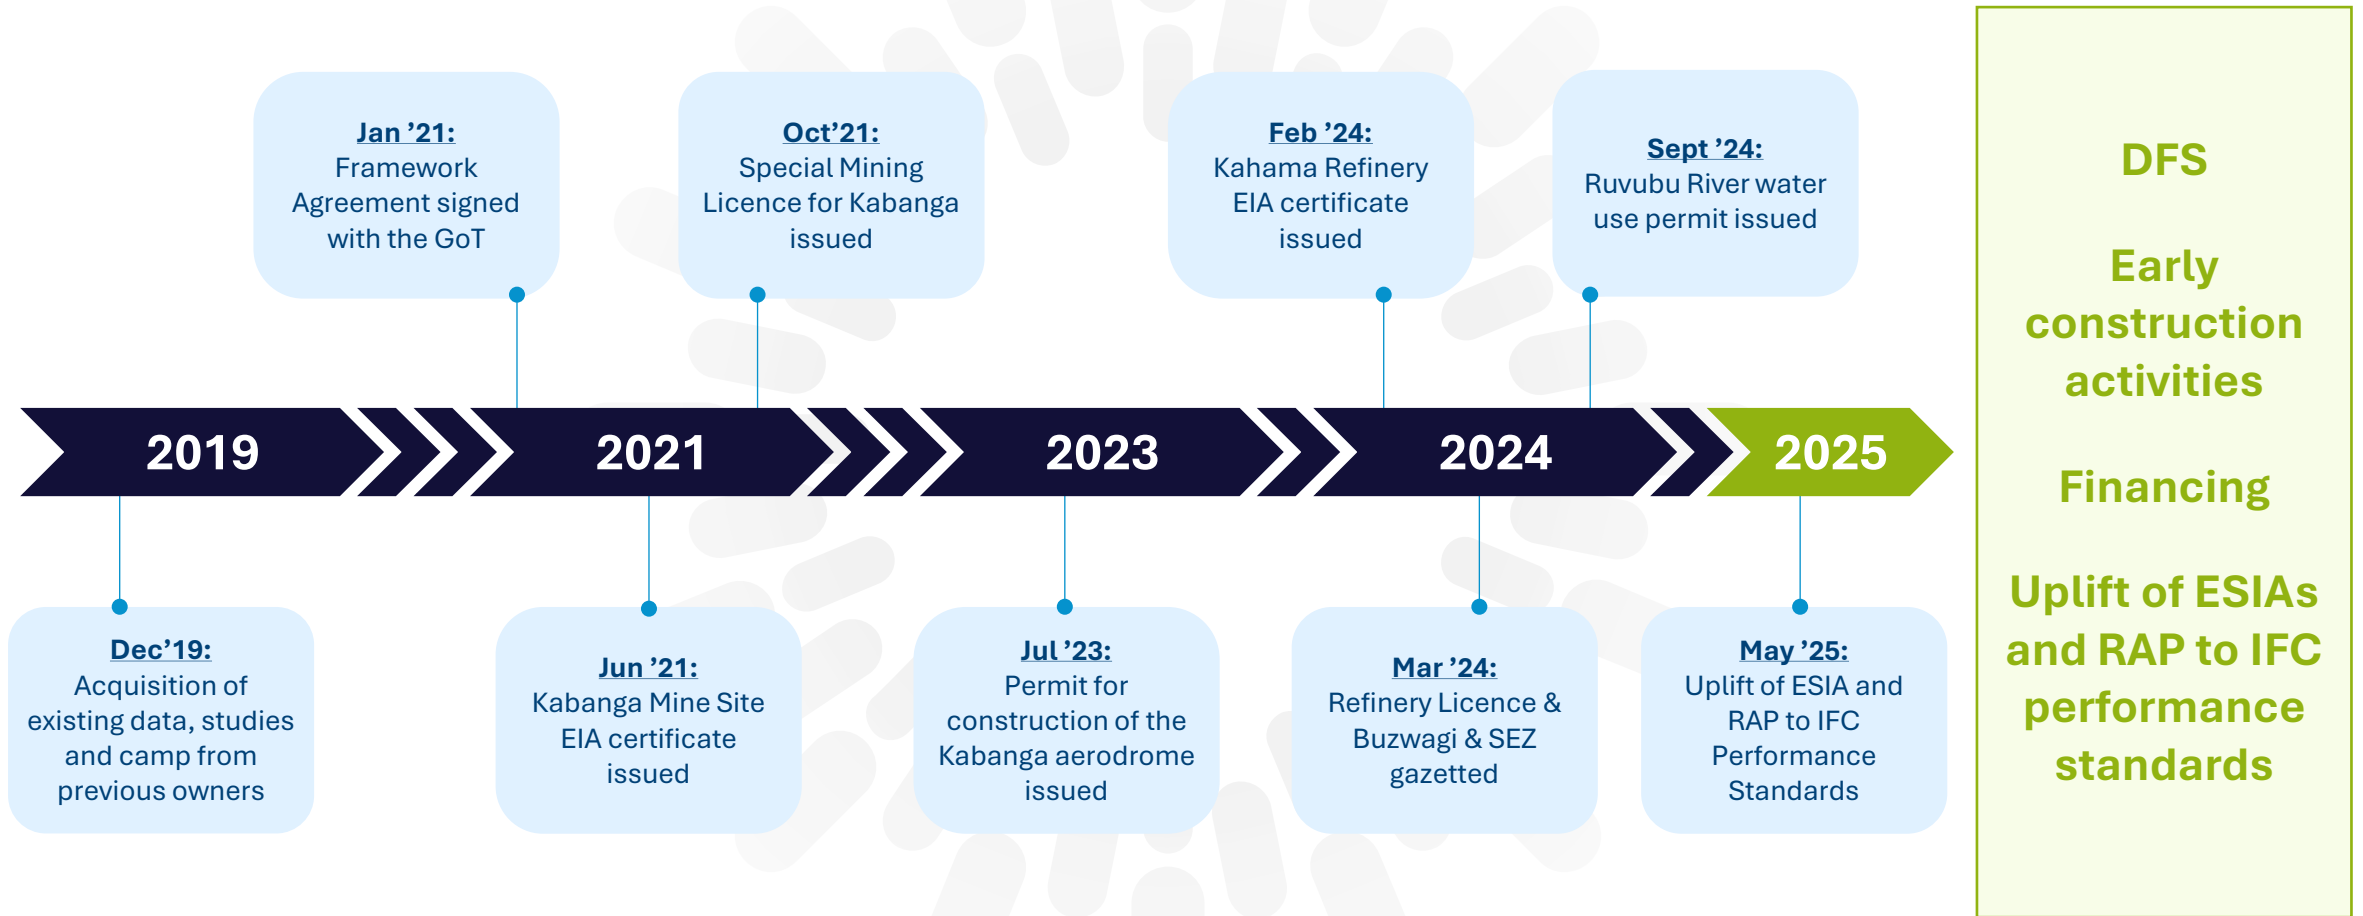 Jan ’21:
Framework
Agreement signed
with the GoT
Oct’21:
Special Mining
Licence for Kabanga
issued
Feb ’24:
Kahama Refinery
EIA certificate
issued
Sept ’24:
Ruvubu River water
use permit issued
2019
2021
2023
2024
2025
Dec’19:
Acquisition of
existing data, studies
and camp from
previous owners
Jun ’21:
Kabanga Mine Site
EIA certificate
issued
Jul ’23:
Permit for
construction of the
Kabanga aerodrome
issued
Mar ’24:
Refinery Licence &
Buzwagi & SEZ
gazetted
May ’25:
Uplift of ESIA and
RAP to IFC
Performance
Standards
DFS
Early
construction
activities
Financing
Uplift of ESIAs
and RAP to IFC
performance
standards